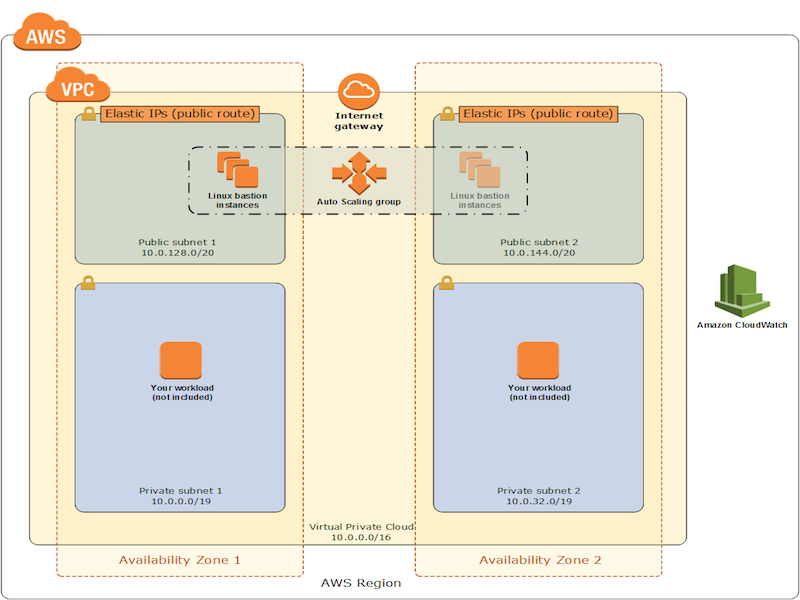 AWS
VPC
Internet
gateway
Elastic IPs (public route)
Elastic IPs (public route)
Linux bastion
instances
Auto Scaling group
Linux bastion
instances
Public subnet 1
10.0.128.0/20
Public subnet 2
10.0.144.0/20
Amazon CloudWatch
Your workload
(not included)
Your workload
(not included)
Private subnet 1
10.0.0.0/19
Private subnet 2
10.0.32.0/19
Virtual Private Cloud
10.0.0.0/16
Availability Zone 1
Availability Zone 2
AWS Region